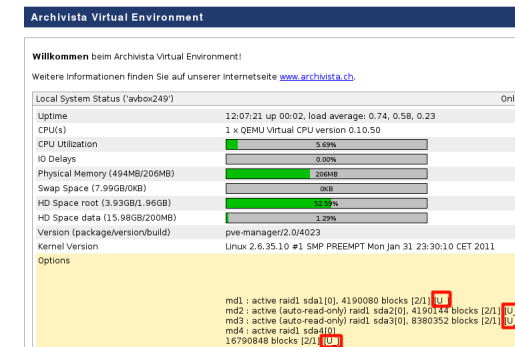 Archivista Virtual Environment
Willkommen beim Archivista Virtual Environment!
Weitere Informationen finden Sie auf unserer Internetseite www.archivista.ch.
Local System Status ('avbox249') Onl
Uptime 12:07:21 up 00:02, load average: 0.74, 0.58, 0.23
CPU(s) 1 x QEMU Virtual CPU version 0.10.50
CPU Utilization 5.69%
IO Delays 0.00%
Physical Memory (494MB/206MB) 206MB
Swap Space (7.99GB/0KB) 0KB
HD Space root (3.93GB/1.96GB) 52.59%
HD Space data (15.98GB/200MB) 1.29%
Version (package/version/build) pve-manager/2.0/4023
Kernel Version Linux 2.6.35.10 #1 SMP PREEMPT Mon Jan 31 23:30:10 CET 2011
Options
md1 : active raid1 sda1[0], 4190080 blocks [2/1] [U_]
md2 : active (auto-read-only) raid1 sda2[0], 4190144 blocks [2/1] [U_
md3 : active (auto-read-only) raid1 sda3[0], 8380352 blocks [2/1] [U_
md4 : active raid1 sda4[0]
16790848 blocks [2/1] [U_]